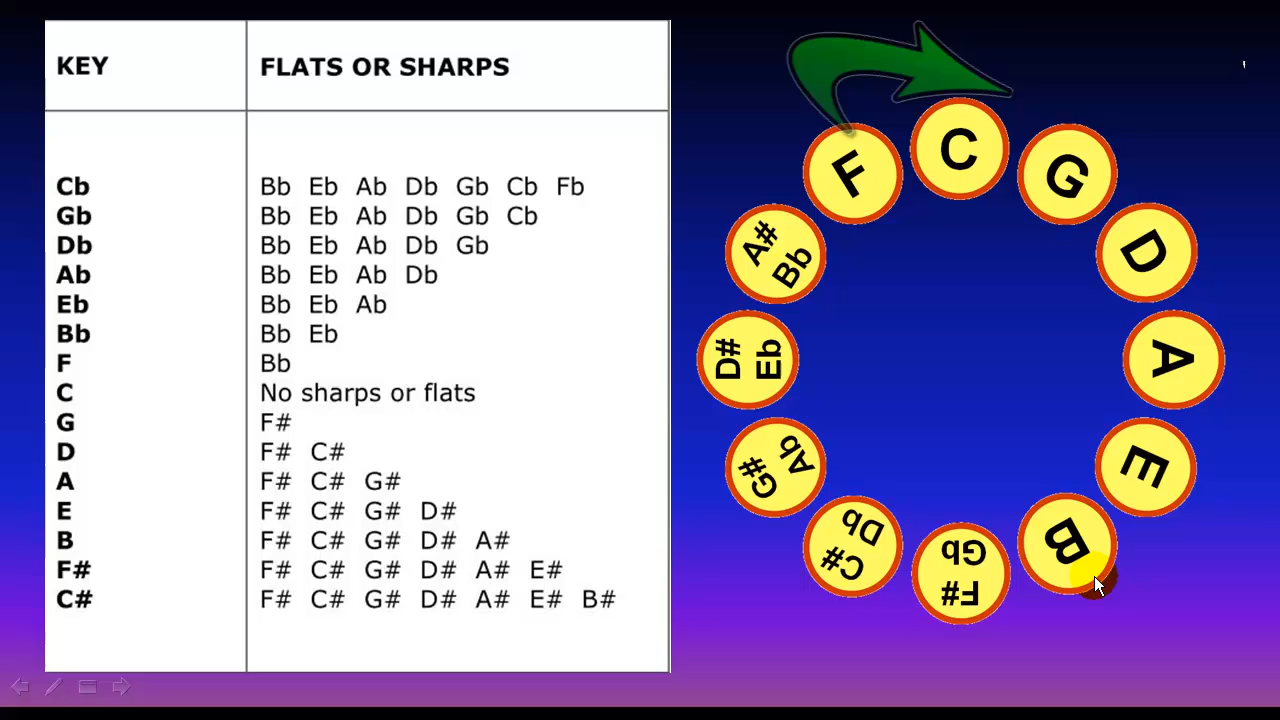 KEY FLATS OR SHARPS
Cb Bb Eb Ab Db Gb Cb Fb
Gb Bb Eb Ab Db Gb Cb
Db Bb Eb Ab Db Gb
Ab Bb Eb Ab Db
Eb Bb Eb Ab
Bb Bb Eb
F Bb
C No sharps or flats
G F#
D F# C#
A F# C# G#
E F# C# G# D#
B F# C# G# D# A#
F# F# C# G# D# A# E#
C# F# C# G# D# A# E# B#
C
G
D
A
E
B
F#
Gb
C#
Db
G#
Ab
D#
Eb
A#
Bb
F